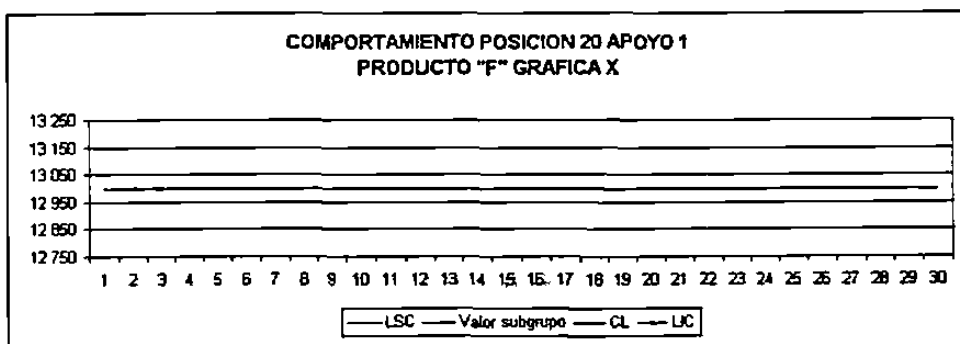 COMPORTAMIENTO POSICION 20 APOYO 1
PRODUCTO "F" GRAFICA X
13 250
13 150
13 050
12 950
12 850
12 750
1 2 3 4 5 6 7 8 9 10 11 12 13 14 15 16 17 18 19 20 21 22 23 24 25 26 27 28 29 30
LSC Valor subgrupo CL LIC